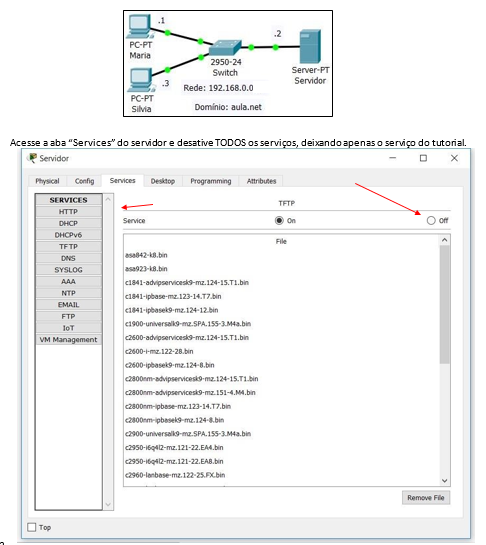 .1
PC-PT
Maria
.2
2950-24
Switch
Server-PT
Servidor
.3
PC-PT
Silvia
Rede: 192.168.0.0
Domínio: aula.net
Acesse a aba “Services” do servidor e desative TODOS os serviços, deixando apenas o serviço do tutorial.
Servidor
Physical Config Services Desktop Programming Attributes
SERVICES
HTTP
DHCP
DHCPv6
TFTP
DNS
SYSLOG
AAA
NTP
EMAIL
FTP
IoT
VM Management
TFTP
Service On Off
File
asa842-k8.bin
asa923-k8.bin
c1841-advipservicesk9-mz.124-15.T1.bin
c1841-ipbase-mz.123-14.T7.bin
c1841-ipbasek9-mz.124-12.bin
c1900-universalk9-mz.SPA.155-3.M4a.bin
c2600-advipservicesk9-mz.124-15.T1.bin
c2600-i-mz.122-28.bin
c2600-ipbasek9-mz.124-8.bin
c2800nm-advipservicesk9-mz.124-15.T1.bin
c2800nm-advipservicesk9-mz.151-4.M4.bin
c2800nm-ipbase-mz.123-14.T7.bin
c2800nm-ipbasek9-mz.124-8.bin
c2900-universalk9-mz.SPA.155-3.M4a.bin
c2950-i6q4l2-mz.121-22.EA4.bin
c2950-i6q4l2-mz.121-22.EA8.bin
c2960-lanbase-mz.122-25.FX.bin
Remove File
Top